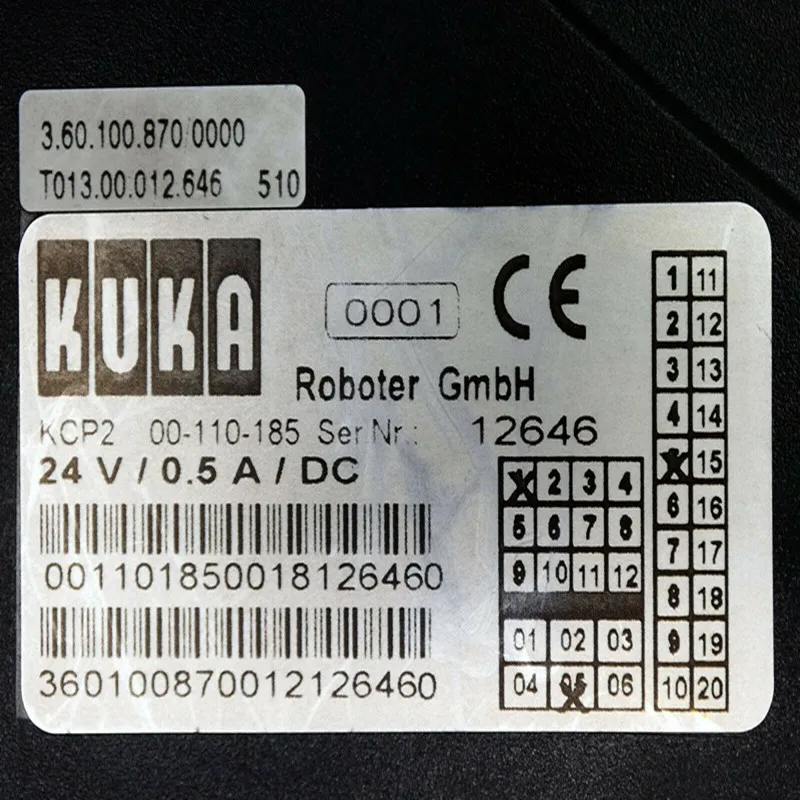 3.60.100.870 0000
T013.00.012.646 510
KUKA
0001
CE
Roboter GmbH
KCP2 00-110-185 Ser Nr.: 12646
24 V / 0.5 A / DC
001101850018126460
360100870012126460
2 3 4
5 6 7 8
9 10 11 12
01 02 03
04 05 06
1 11
2 12
3 13
4 14
15
6 16
7 17
8 18
9 19
10 20